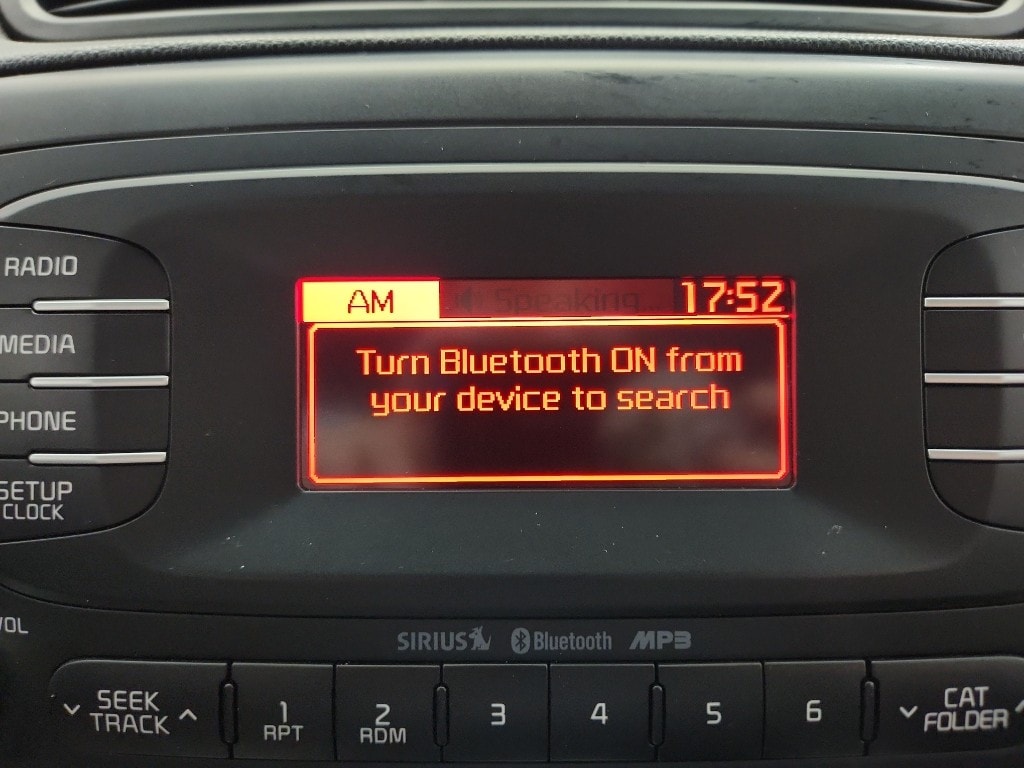 RADIO
MEDIA
PHONE
SETUP
CLOCK
VOL
AM
Speaking...
17:52
Turn Bluetooth ON from
your device to search
SIRIUS Bluetooth MP3
SEEK
TRACK
1
RPT
2
RDM
3
4
5
6
CAT
FOLDER